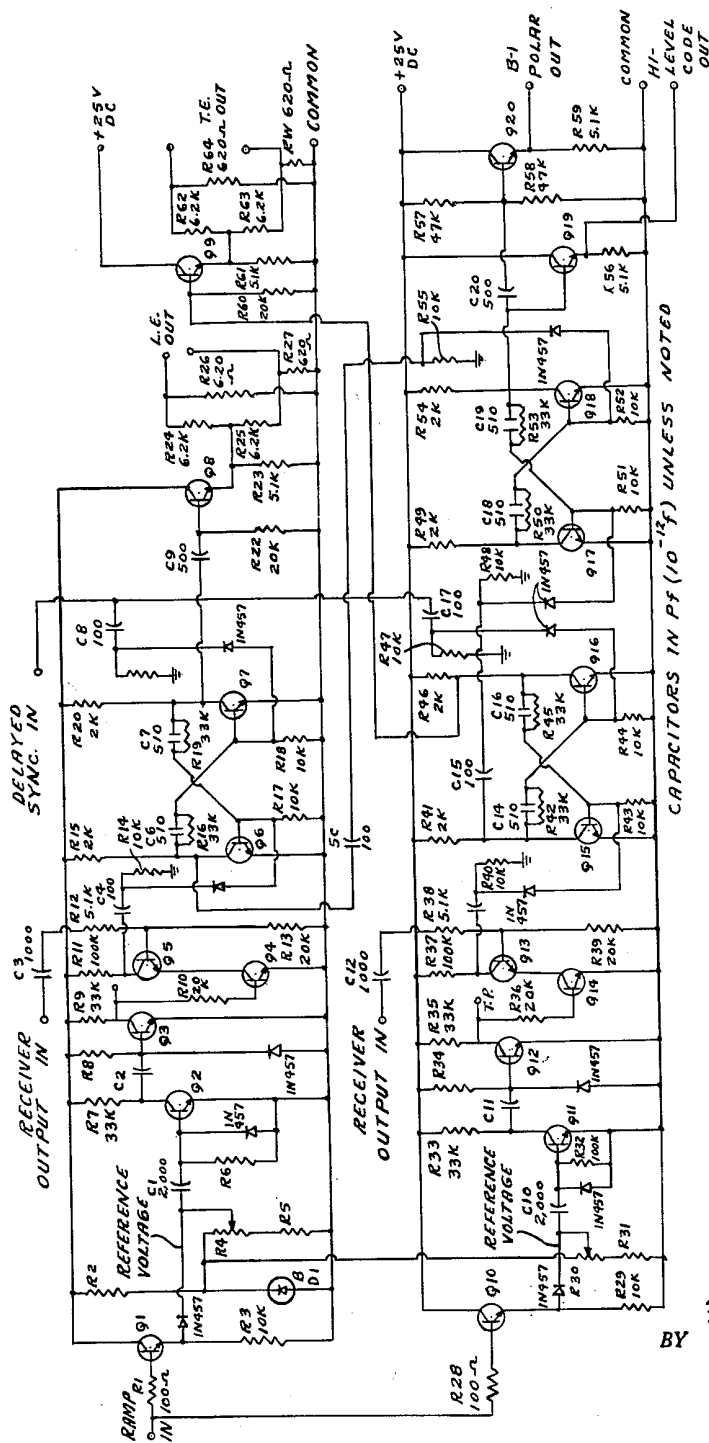 RAMP
IN
R1
100-Ω
Q1
1N457
R3
10K
R2
REFERENCE
VOLTAGE
B
D1
R4
R5
C1
2,000
R6
1N
457
Q2
R7
33K
C2
R8
1N457
Q3
R9
33K
R10
20K
RECEIVER
OUTPUT IN
C3
1000
R11
100K
R12
5.1K
Q5
Q4
R13
20K
C4
100
R14
10K
R15
2K
C6
510
R16
33K
Q6
R17
10K
R18
10K
R19
33K
C7
510
R20
2K
Q7
1N457
DELAYED
SYNC. IN
C8
100
C9
500
R22
20K
Q8
R23
5.1K
R24
6.2K
R25
6.2K
L.E.
OUT
R26
6.20
Ω
R27
620Ω
R60
20K
R61
5.1K
Q9
R62
6.2K
R63
6.2K
R64
620Ω
T.E.
OUT
RW 620-Ω
+25V
DC
COMMON
5C
100
R28
100-Ω
Q10
1N457
R29
10K
R30
R31
REFERENCE
VOLTAGE
C10
2,000
1N457
R32
100K
Q11
R33
33K
C11
R34
1N457
Q12
R35
33K
T.P.
R36
20K
RECEIVER
OUTPUT IN
C12
1000
R37
100K
R38
5.1K
Q13
Q14
R39
20K
1N
457
R40
10K
R41
2K
C14
510
R42
33K
Q15
R43
10K
R44
10K
C15
100
C16
510
R45
33K
Q16
R46
2K
R47
10K
C17
100
1N457
R48
10K
R49
2K
C18
510
R50
33K
Q17
R51
10K
R52
10K
C19
510
R53
33K
Q18
R54
2K
1N457
R55
10K
C20
500
Q19
R56
5.1K
R57
47K
R58
47K
Q20
R59
5.1K
+25V
DC
B-1
POLAR
OUT
COMMON
HI-
LEVEL
CODE
OUT
CAPACITORS IN Pf (10⁻¹²f) UNLESS NOTED
BY